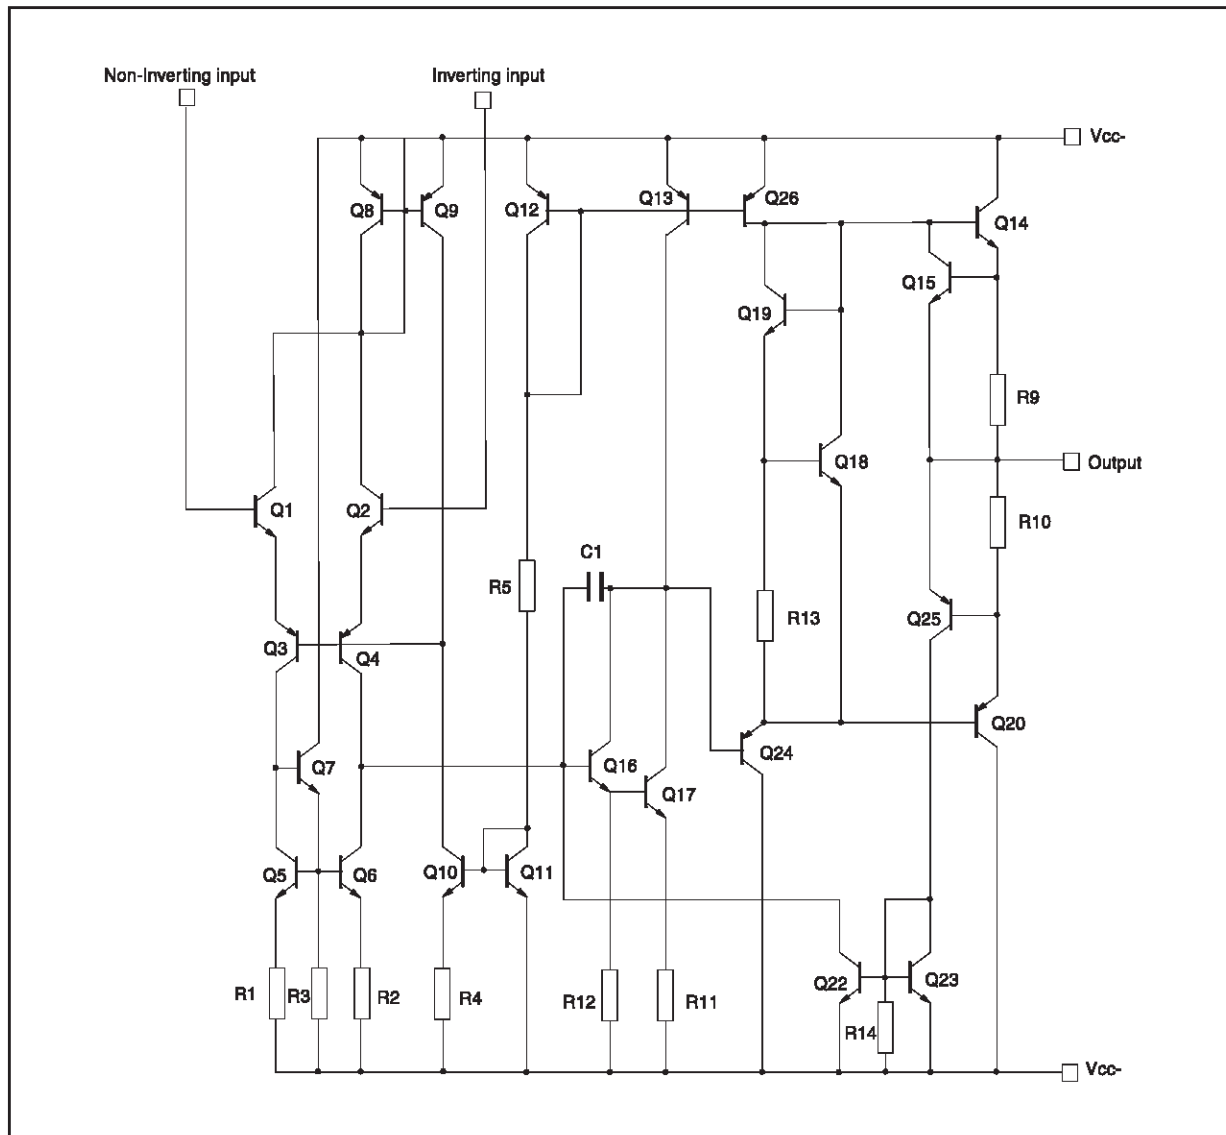 Non-Inverting input
Inverting input
Vcc-
Q8
Q9
Q12
Q13
Q26
Q14
Q15
Q19
R9
Q18
Output
Q1
Q2
R10
C1
R5
R13
Q25
Q3
Q4
Q20
Q24
Q7
Q16
Q17
Q5
Q6
Q10
Q11
Q22
Q23
R1
R3
R2
R4
R12
R11
R14
Vcc-